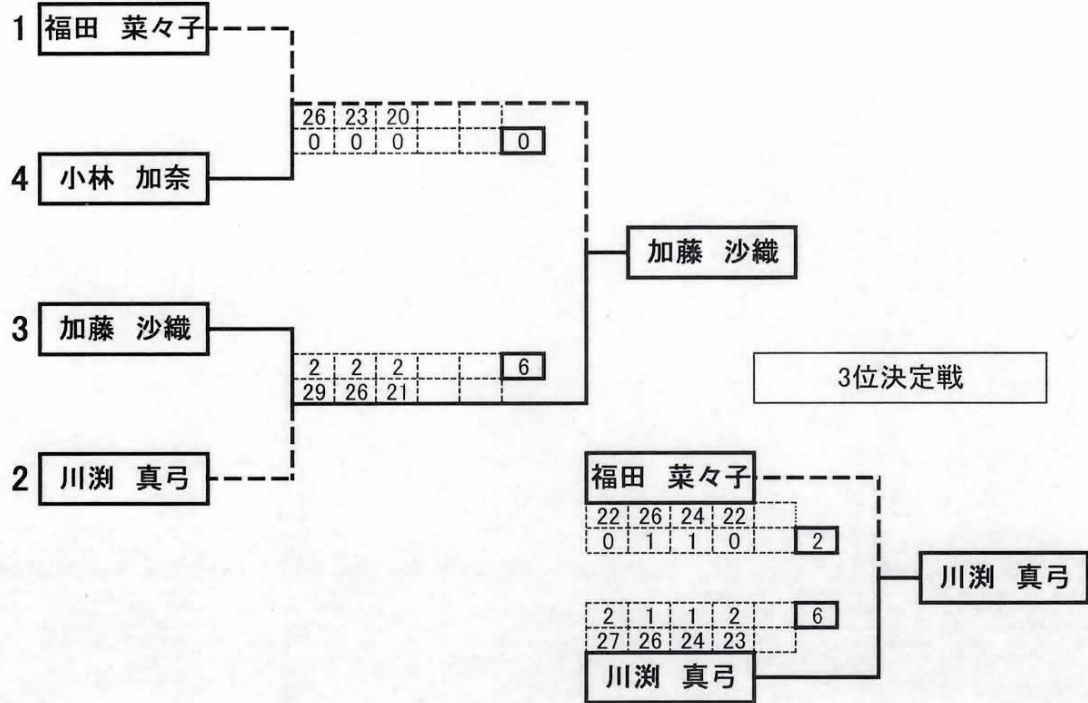 1 福田 菜々子
26 23 20
0 0 0 0
4 小林 加奈
加藤 沙織
3 加藤 沙織
2 2 2 6
29 26 21
3位決定戦
2 川渕 真弓
福田 菜々子
22 26 24 22
0 1 1 0 2
川渕 真弓
2 1 1 2 6
27 26 24 23
川渕 真弓